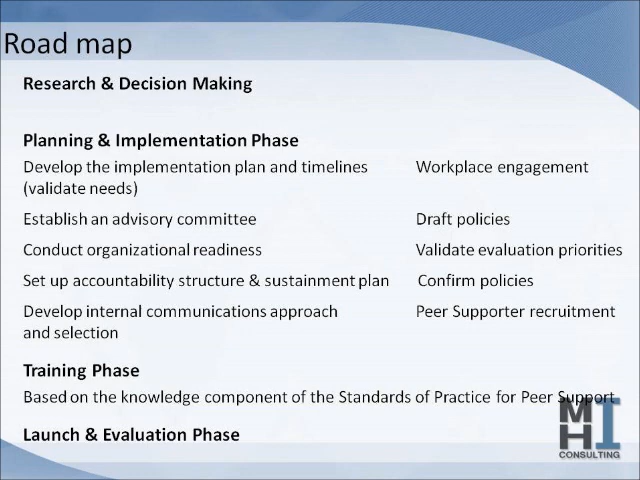 Road map
Research & Decision Making
Planning & Implementation Phase
Develop the implementation plan and timelines
(validate needs)
Workplace engagement
Establish an advisory committee
Draft policies
Conduct organizational readiness
Validate evaluation priorities
Set up accountability structure & sustainment plan
Confirm policies
Develop internal communications approach
and selection
Peer Supporter recruitment
Training Phase
Based on the knowledge component of the Standards of Practice for Peer Support
Launch & Evaluation Phase
MHI
CONSULTING